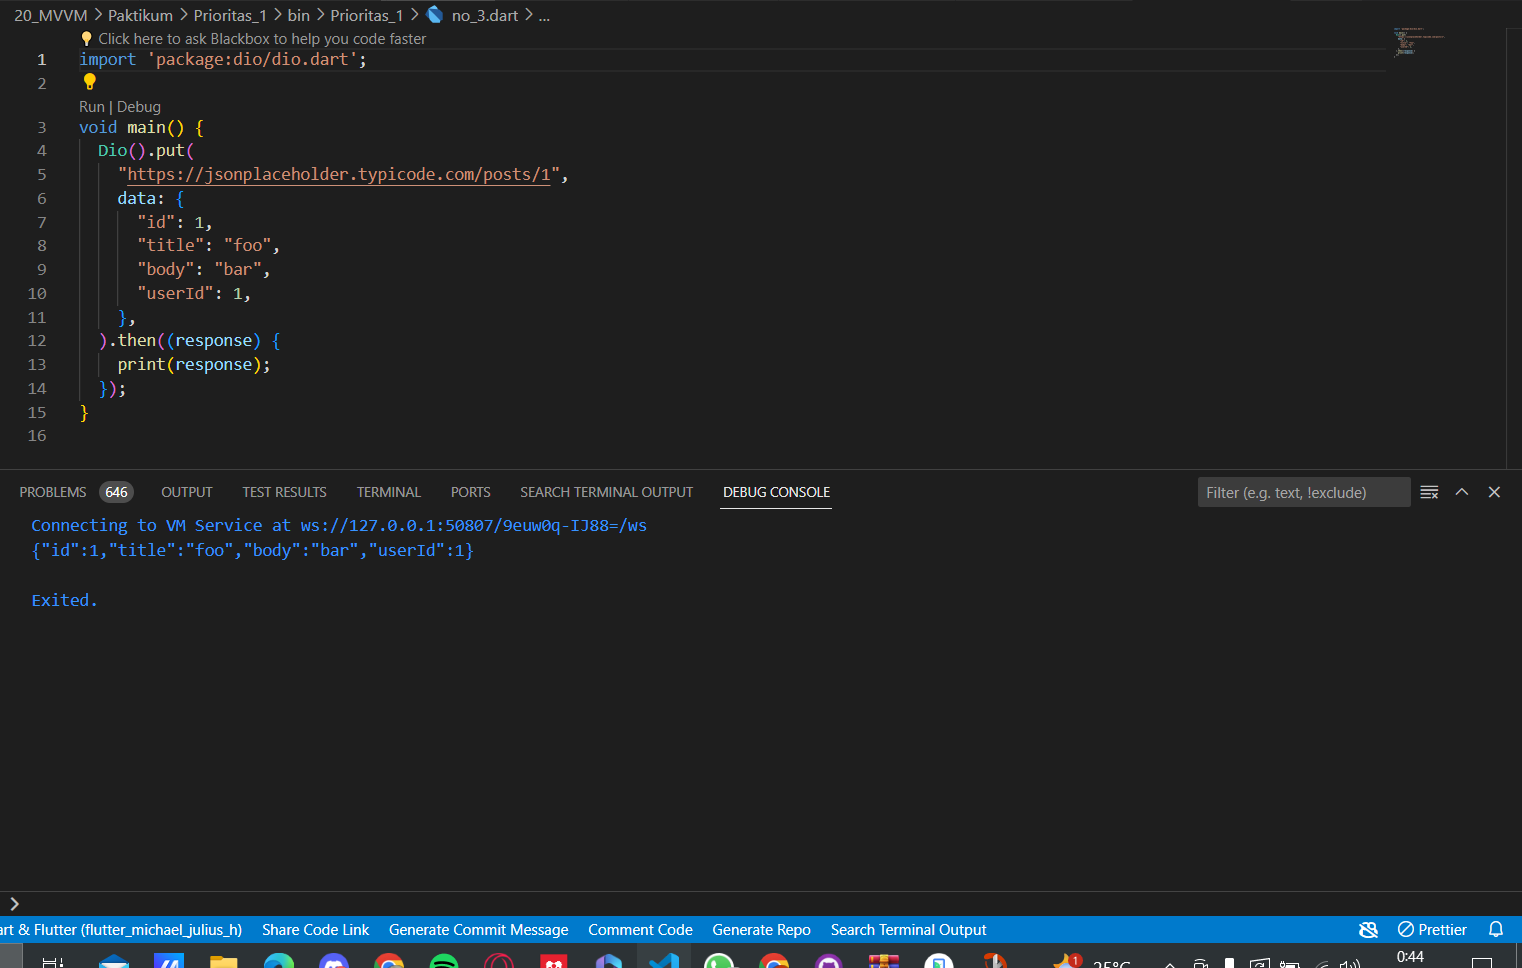 20_MVVM > Paktikum > Prioritas_1 > bin > Prioritas_1 > no_3.dart > ...
Click here to ask Blackbox to help you code faster
1 import 'package:dio/dio.dart';
2
Run | Debug
3 void main() {
4 Dio().put(
5 "https://jsonplaceholder.typicode.com/posts/1",
6 data: {
7 "id": 1,
8 "title": "foo",
9 "body": "bar",
10 "userId": 1,
11 },
12 ).then((response) {
13 print(response);
14 });
15 }
16
PROBLEMS 646 OUTPUT TEST RESULTS TERMINAL PORTS SEARCH TERMINAL OUTPUT DEBUG CONSOLE Filter (e.g. text, !exclude)
Connecting to VM Service at ws://127.0.0.1:50807/9euw0q-IJ88=/ws
{"id":1,"title":"foo","body":"bar","userId":1}
Exited.
art & Flutter (flutter_michael_julius_h) Share Code Link Generate Commit Message Comment Code Generate Repo Search Terminal Output Prettier
1 25°C 0:44